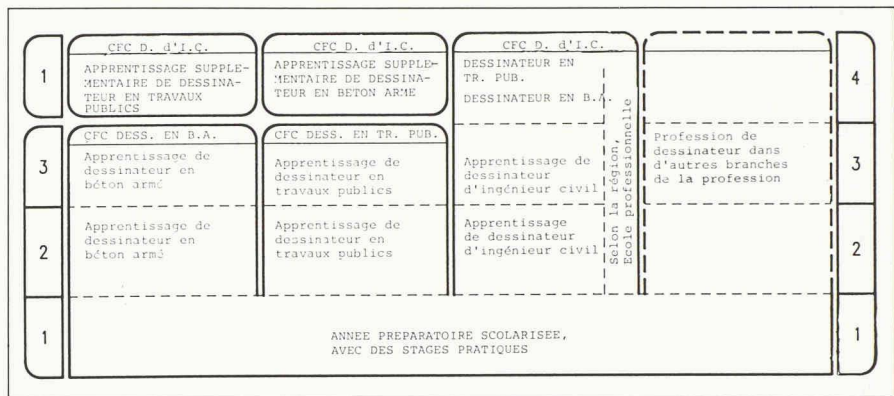 1
3
2
1
CFC D. d'I.C.
APPRENTISSAGE SUPPLE-
MENTAIRE DE DESSINA-
TEUR EN TRAVAUX
PUBLICS
CFC DESS. EN B.A.
Apprentissage de
dessinateur en
béton armé
Apprentissage de
dessinateur en
béton armé
CFC D. d'I.C.
APPRENTISSAGE SUPPLE-
MENTAIRE DE DESSINA-
TEUR EN BETON ARME
CFC DESS. EN TR. PUB.
Apprentissage de
dessinateur en
travaux publics
Apprentissage de
dessinateur en
travaux publics
CFC D. d'I.C.
DESSINATEUR EN
TR. PUB.
DESSINATEUR EN B.A.
Apprentissage de
dessinateur
d'ingénieur civil
Apprentissage
de dessinateur
d'ingénieur civil
Selon la région,
Ecole professionnelle
Profession de
dessinateur dans
d'autres branches
de la profession
4
3
2
1
ANNEE PREPARATOIRE SCOLARISEE,
AVEC DES STAGES PRATIQUES